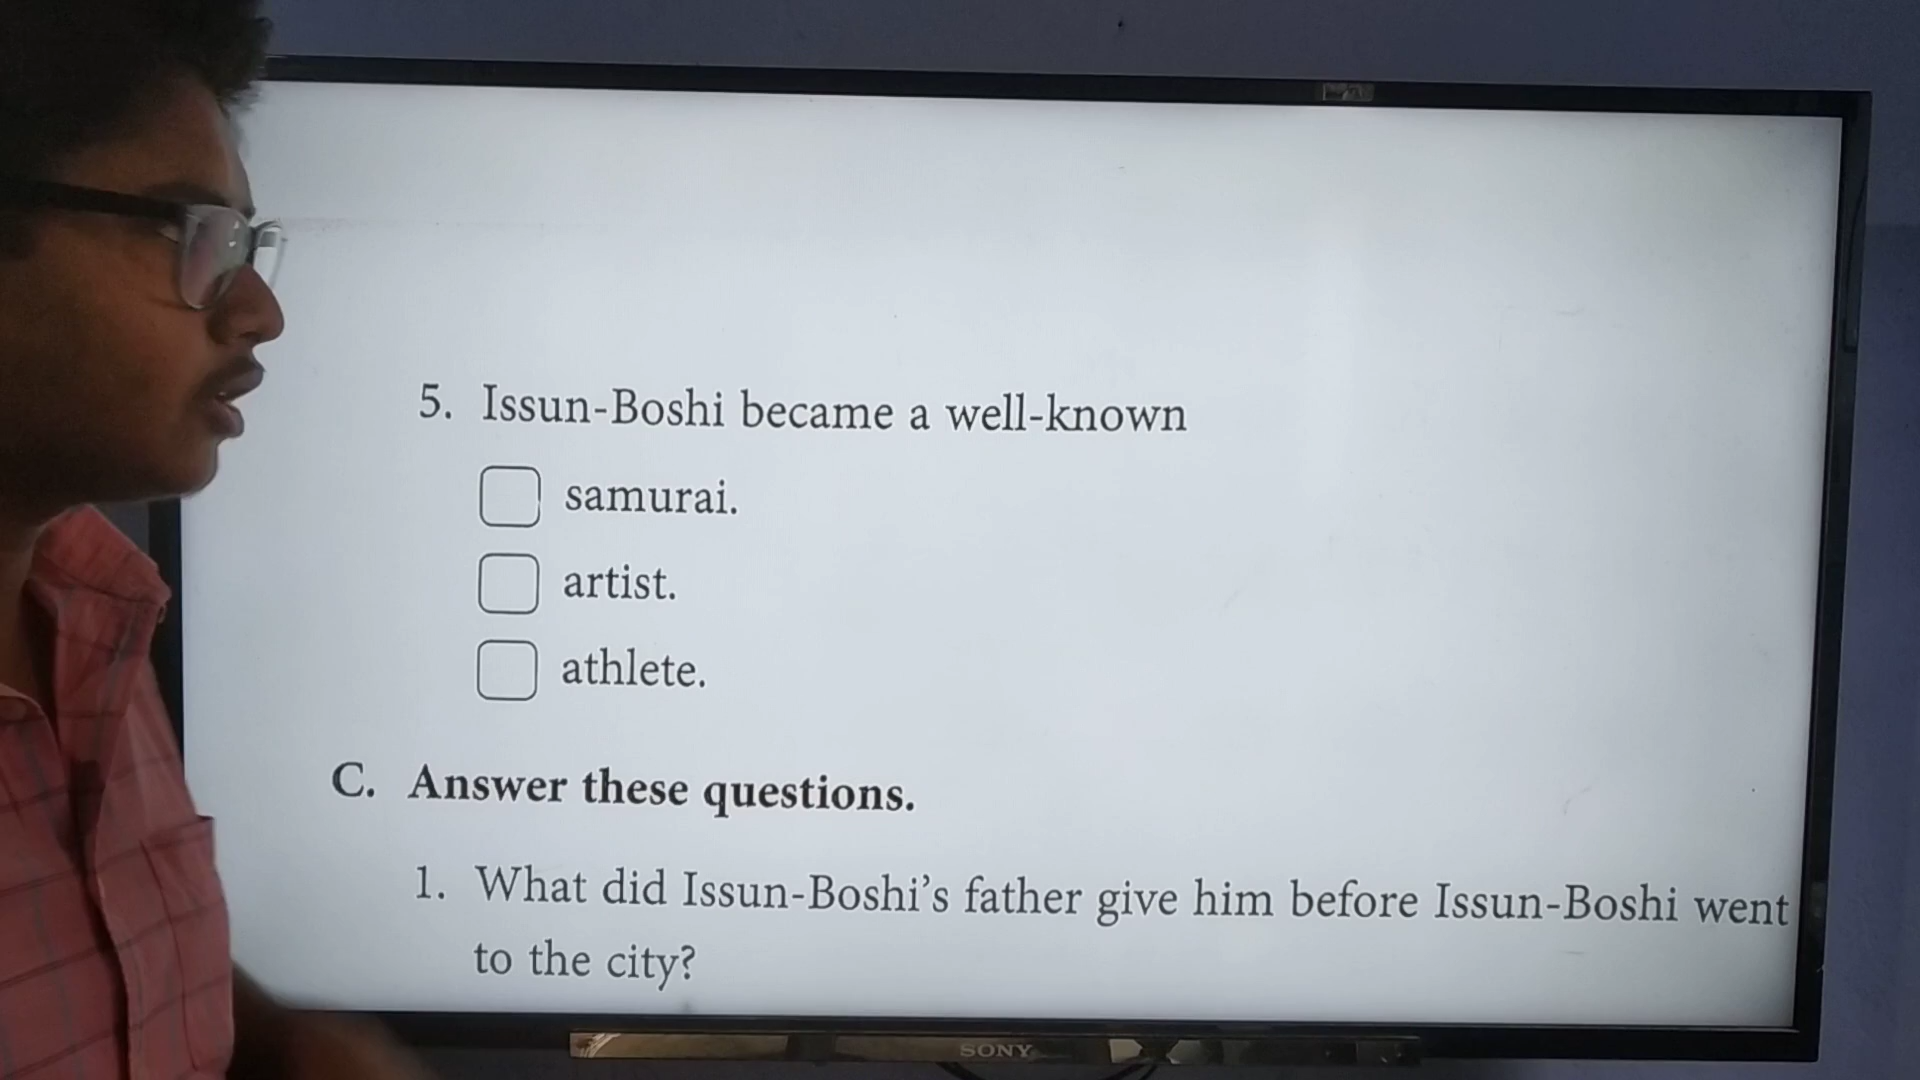 5. Issun-Boshi became a well-known
samurai.
artist.
athlete.
C. Answer these questions.
1. What did Issun-Boshi’s father give him before Issun-Boshi went
to the city?
SONY